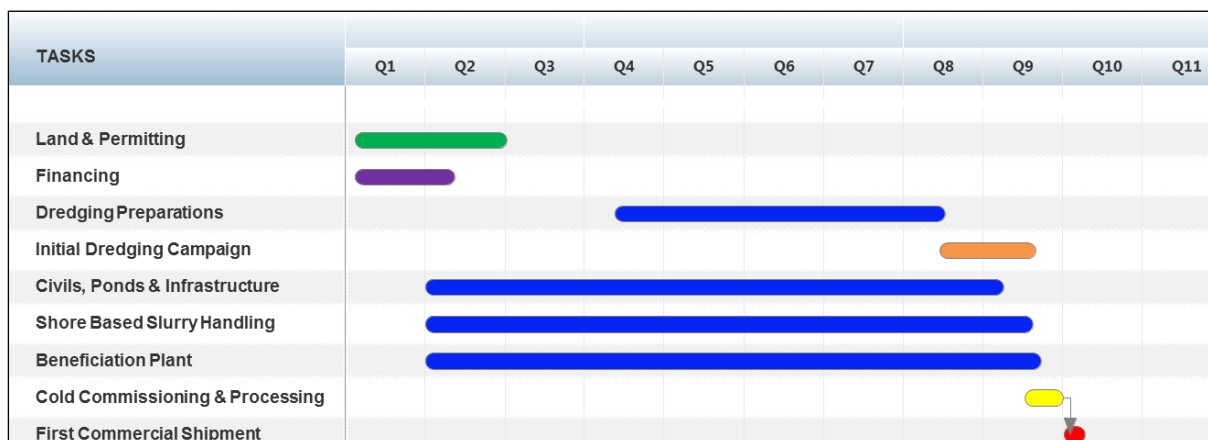 TASKS
Q1 Q2 Q3 Q4 Q5 Q6 Q7 Q8 Q9 Q10 Q11
Land & Permitting
Financing
Dredging Preparations
Initial Dredging Campaign
Civils, Ponds & Infrastructure
Shore Based Slurry Handling
Beneficiation Plant
Cold Commissioning & Processing
First Commercial Shipment